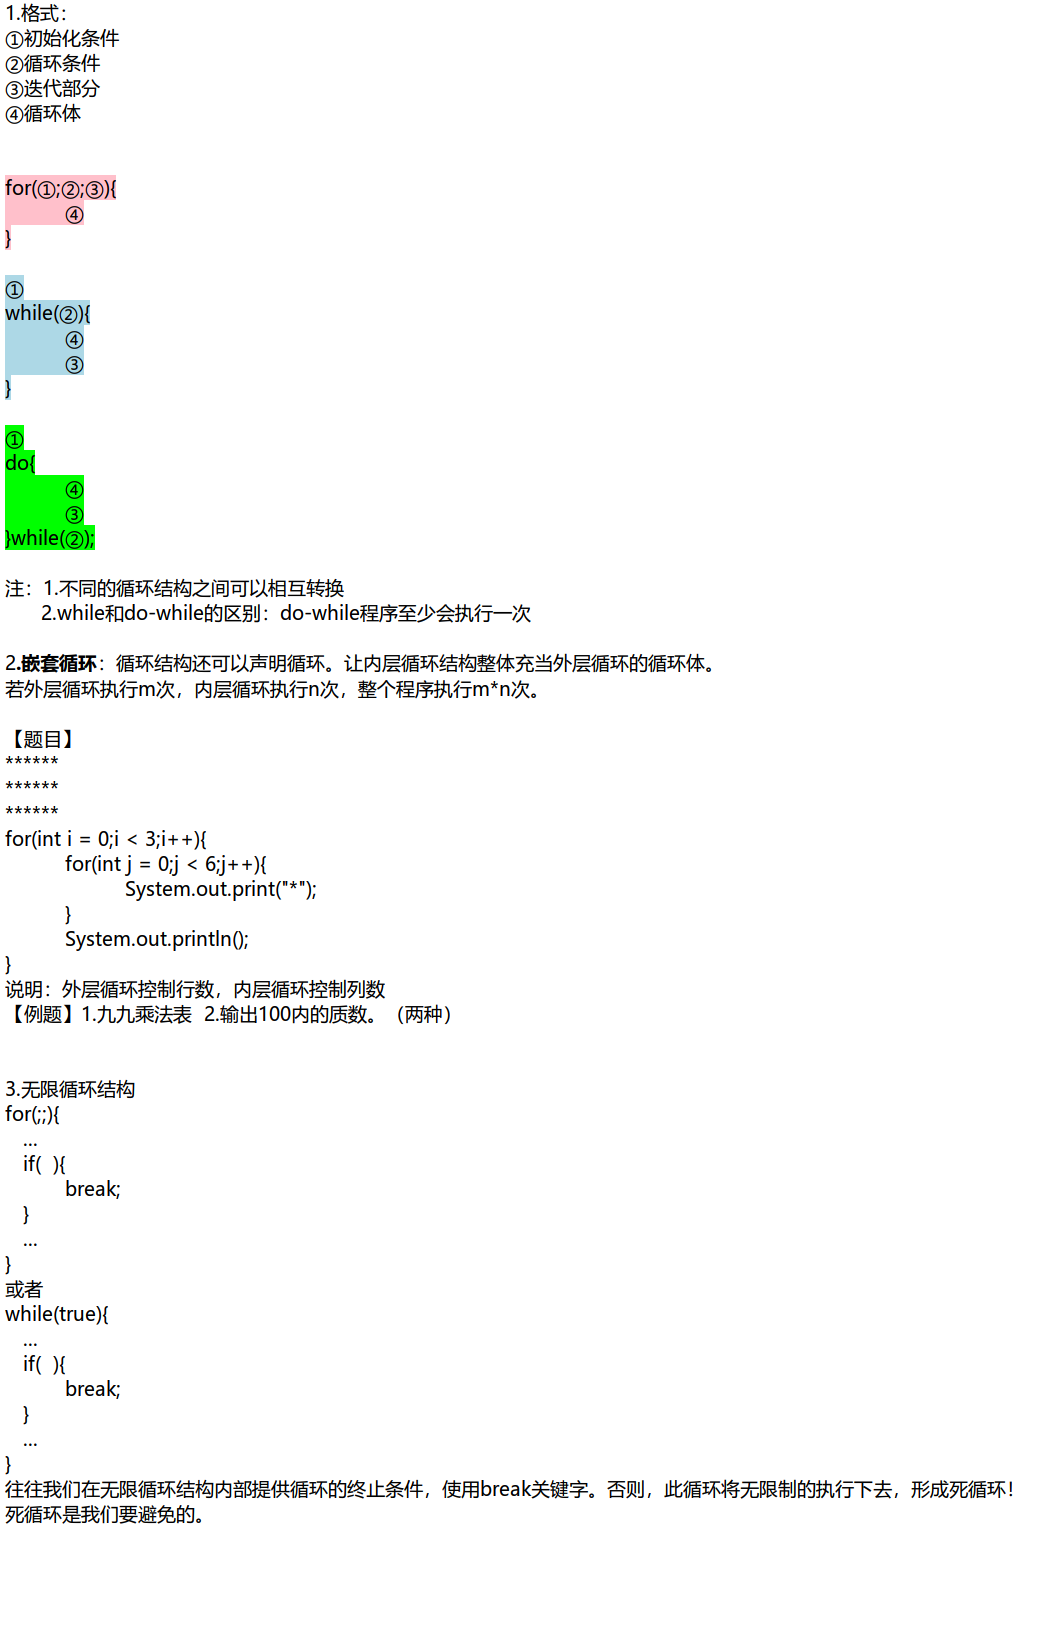 1.格式：
①初始化条件
②循环条件
③迭代部分
④循环体
for(①;②;③){
④
}
①
while(②){
④
③
}
①
do{
④
③
}while(②);
注：1.不同的循环结构之间可以相互转换
2.while和do-while的区别：do-while程序至少会执行一次
2.嵌套循环：循环结构还可以声明循环。让内层循环结构整体充当外层循环的循环体。
若外层循环执行m次，内层循环执行n次，整个程序执行m*n次。
【题目】
******
******
******
for(int i = 0;i < 3;i++){
for(int j = 0;j < 6;j++){
System.out.print("*");
}
System.out.println();
}
说明：外层循环控制行数，内层循环控制列数
【例题】1.九九乘法表  2.输出100内的质数。（两种）
3.无限循环结构
for(;;){
...
if(  ){
break;
}
...
}
或者
while(true){
...
if(  ){
break;
}
...
}
往往我们在无限循环结构内部提供循环的终止条件，使用break关键字。否则，此循环将无限制的执行下去，形成死循环！
死循环是我们要避免的。